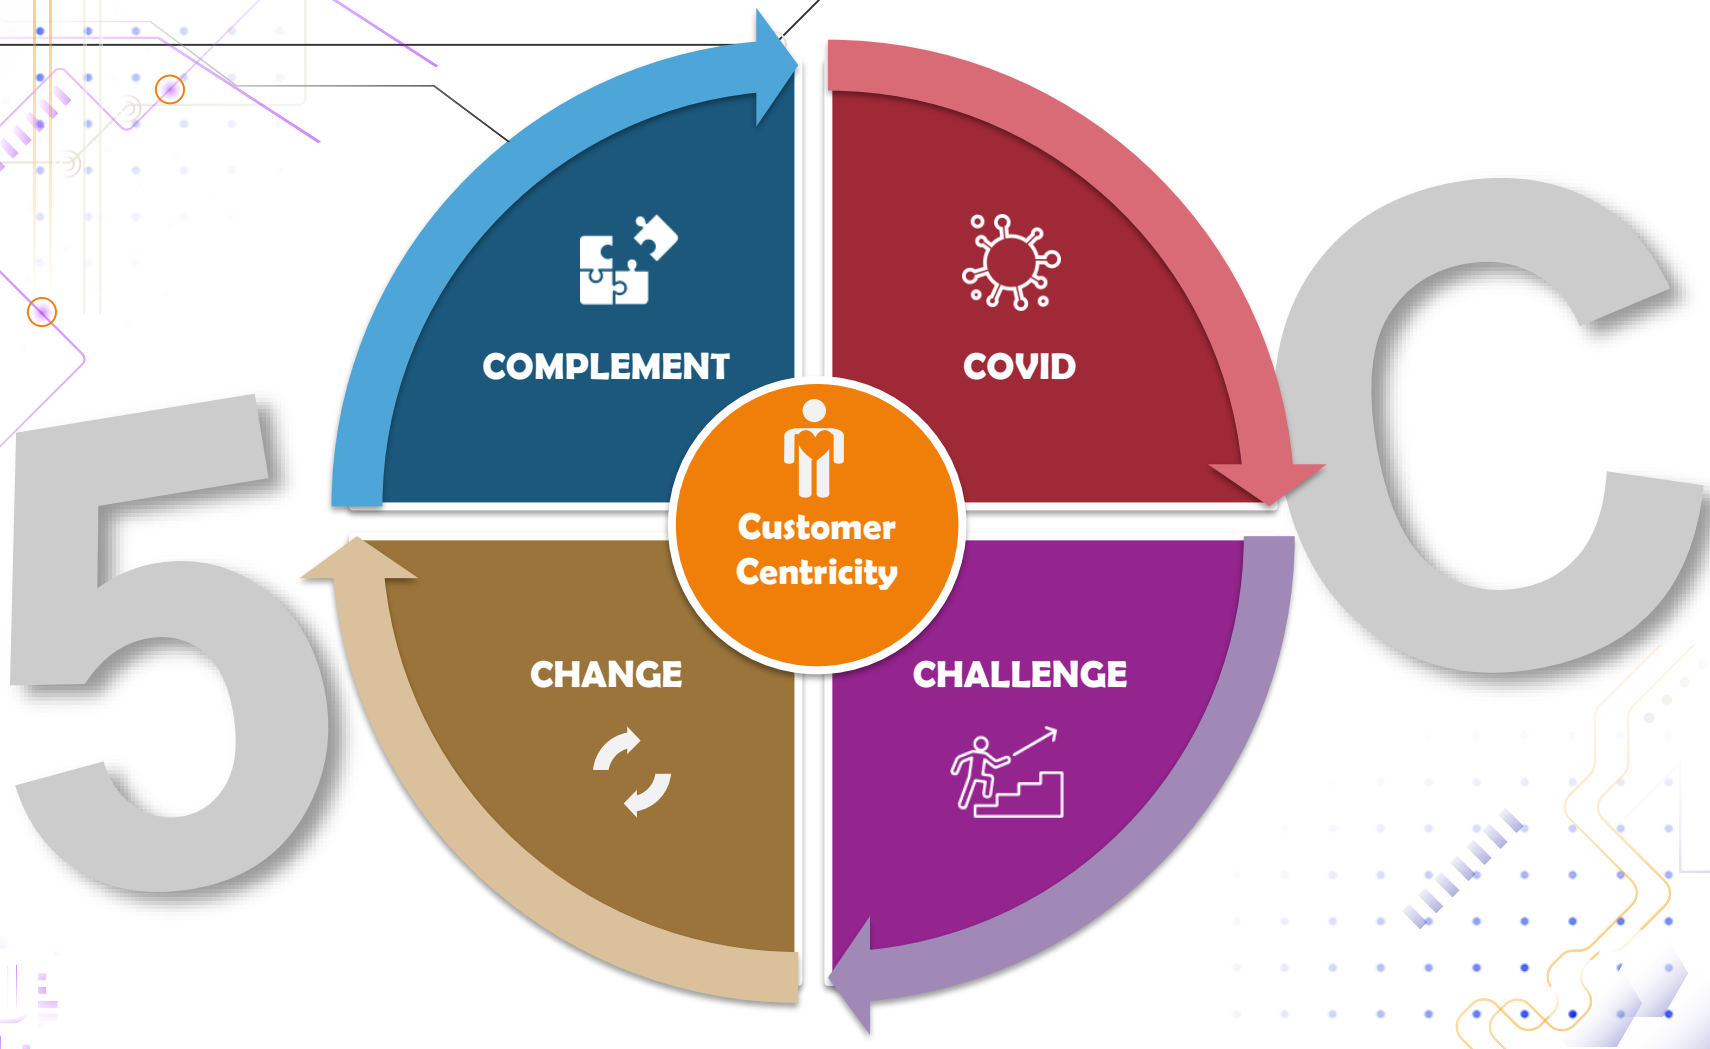 COMPLEMENT
COVID
5
C
Customer
Centricity
CHANGE
CHALLENGE